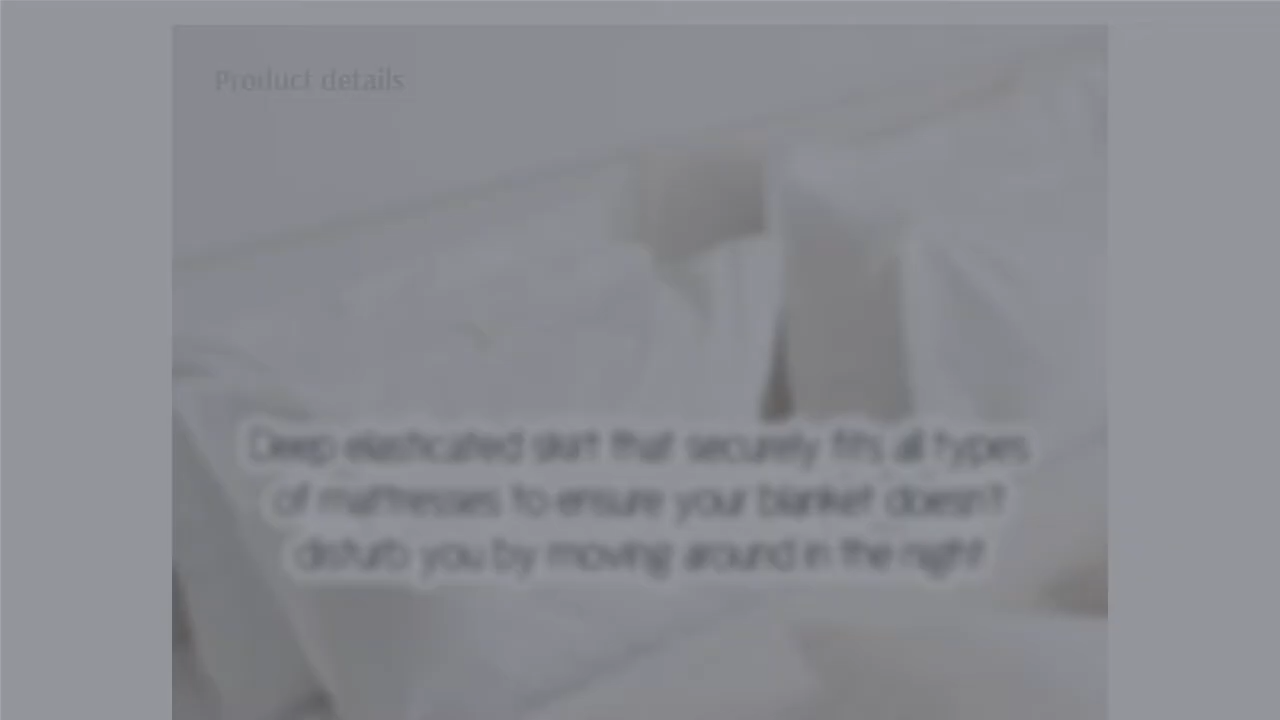 Product details
Deep elasticated skirt that securely fits all types
of mattresses to ensure your blanket doesn't
disturb you by moving around in the night